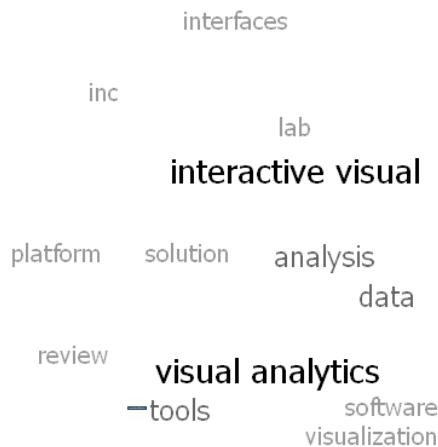 interfaces
inc
lab
interactive visual
platform solution analysis
data
review
visual analytics
tools software
visualization